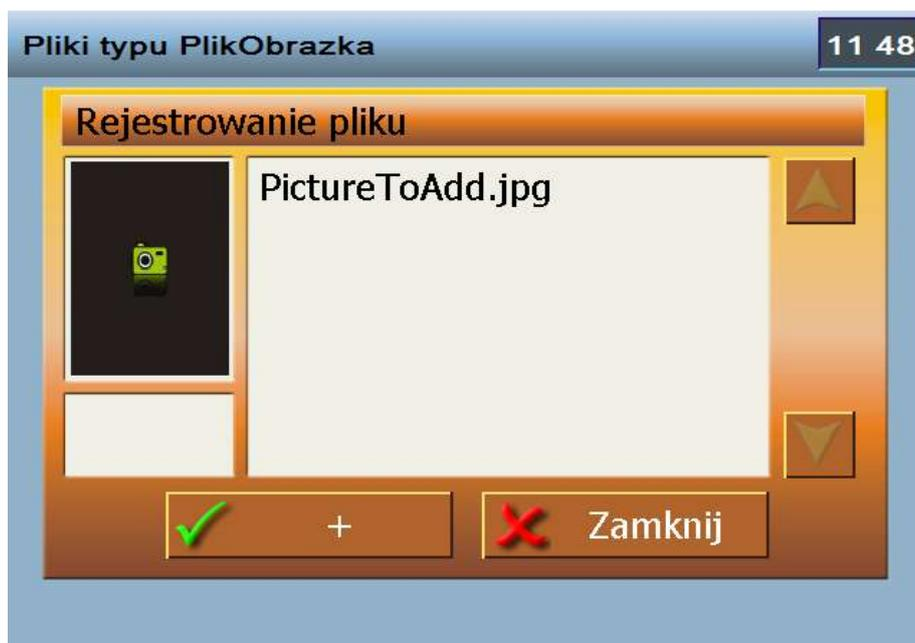 Pliki typu PlikObrazka
11 48
Rejestrowanie pliku
PictureToAdd.jpg
+
Zamknij